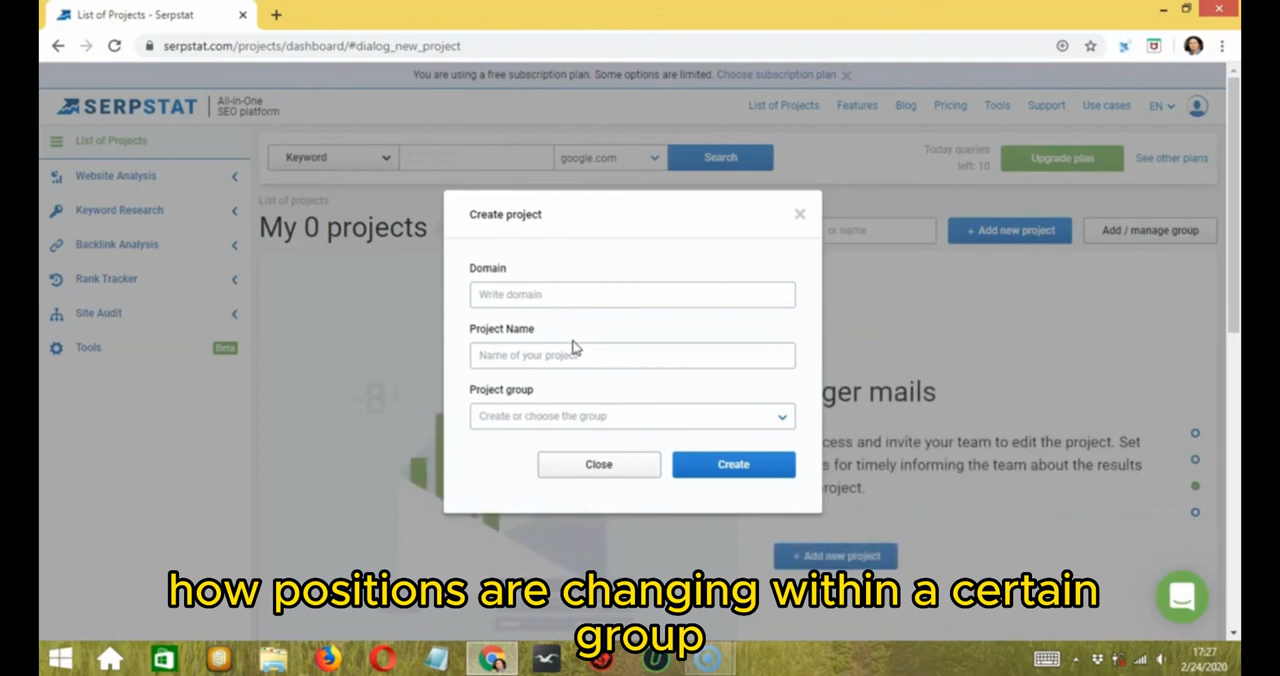 List of Projects - Serpstat
serpstat.com/projects/dashboard/#dialog_new_project
You are using a free subscription plan. Some options are limited. Choose subscription plan
SERPSTAT
All-in-One
SEO platform
List of Projects Features Blog Pricing Tools Support Use cases EN
List of Projects
Website Analysis
Keyword Research
Backlink Analysis
Rank Tracker
Site Audit
Tools
Beta
Keyword
google.com
Search
Today queries
left: 10
Upgrade plan
See other plans
List of projects
My 0 projects
or name
+ Add new project
Add / manage group
Create project
Domain
Write domain
Project Name
Name of your project
Project group
Create or choose the group
Close
Create
ger mails
cess and invite your team to edit the project. Set
s for timely informing the team about the results
roject.
+ Add new project
how positions are changing within a certain
group
17:27
2/24/2020